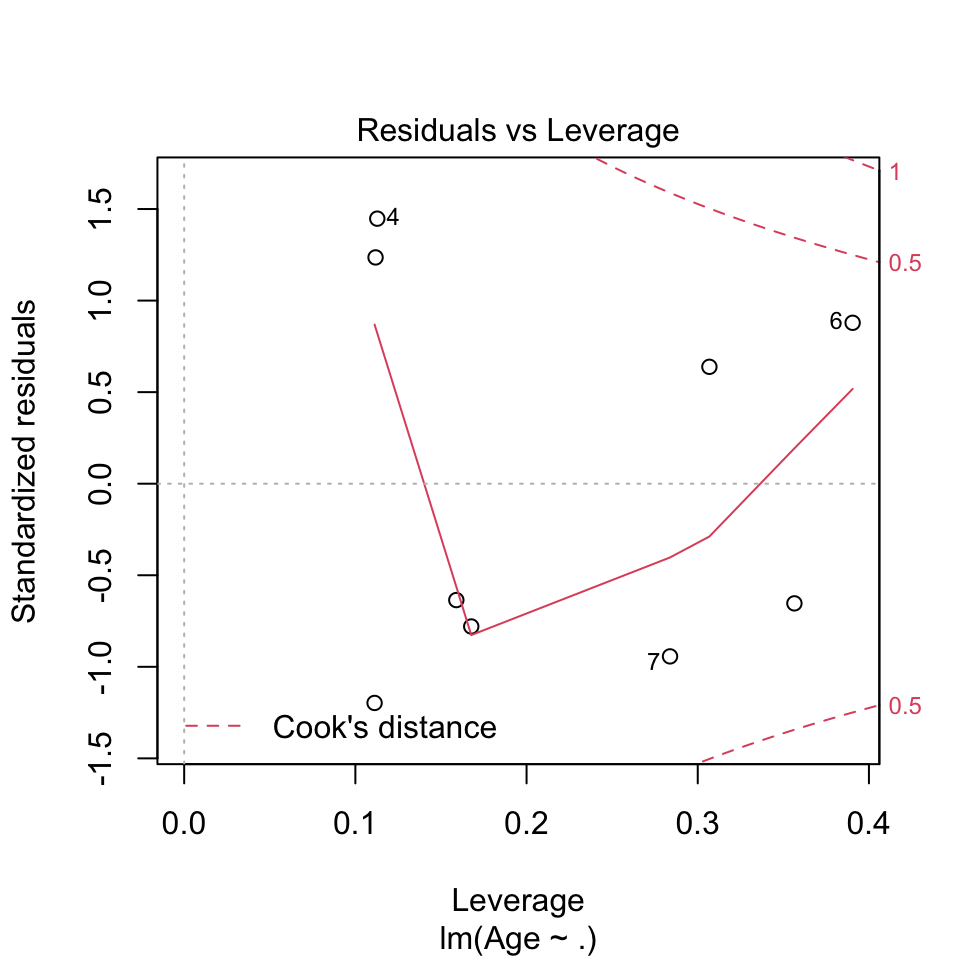 Residuals vs Leverage
1
1.5
4
0.5
1.0
6
0.5
Standardized residuals
0.0
-0.5
7
-1.0
0.5
Cook's distance
-1.5
0.0 0.1 0.2 0.3 0.4
Leverage
lm(Age ~ .)